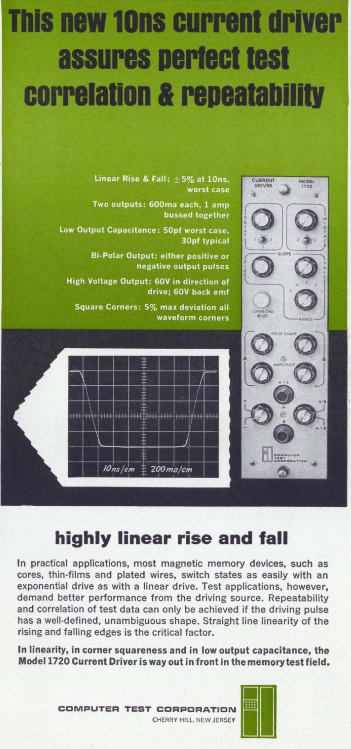 This new 10ns current driver
assures perfect test
correlation & repeatability
Linear Rise & Fall: ±5% at 10ns,
worst case
Two outputs: 600ma each, 1 amp
bussed together
Low Output Capacitance: 50pf worst case,
30pf typical
Bi-Polar Output: either positive or
negative output pulses
High Voltage Output: 60V in direction of
drive; 60V back emf
Square Corners: 5% max deviation all
waveform corners
CURRENT DRIVER MODEL 1720
SLOPE
OVERLOAD RESET
RANGE
PULSE SHAPE
A B
AMPLITUDE
COMPUTER
TEST
CORPORATION
10ns/cm 200ma/cm
highly linear rise and fall
In practical applications, most magnetic memory devices, such as
cores, thin-films and plated wires, switch states as easily with an
exponential drive as with a linear drive. Test applications, however,
demand better performance from the driving source. Repeatability
and correlation of test data can only be achieved if the driving pulse
has a well-defined, unambiguous shape. Straight line linearity of the
rising and falling edges is the critical factor.
In linearity, in corner squareness and in low output capacitance, the
Model 1720 Current Driver is way out in front in the memory test field.
COMPUTER TEST CORPORATION
CHERRY HILL, NEW JERSEY